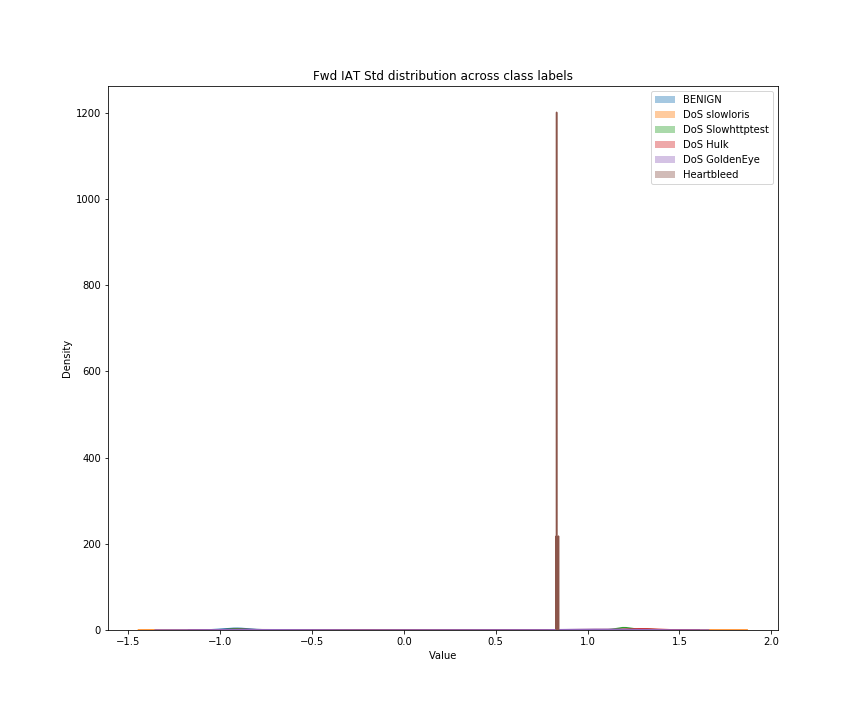 Fwd IAT Std distribution across class labels
BENIGN
DoS slowloris
DoS Slowhttptest
DoS Hulk
DoS GoldenEye
Heartbleed
1200
1000
800
600
400
200
0
Density
−1.5 −1.0 −0.5 0.0 0.5 1.0 1.5 2.0
Value